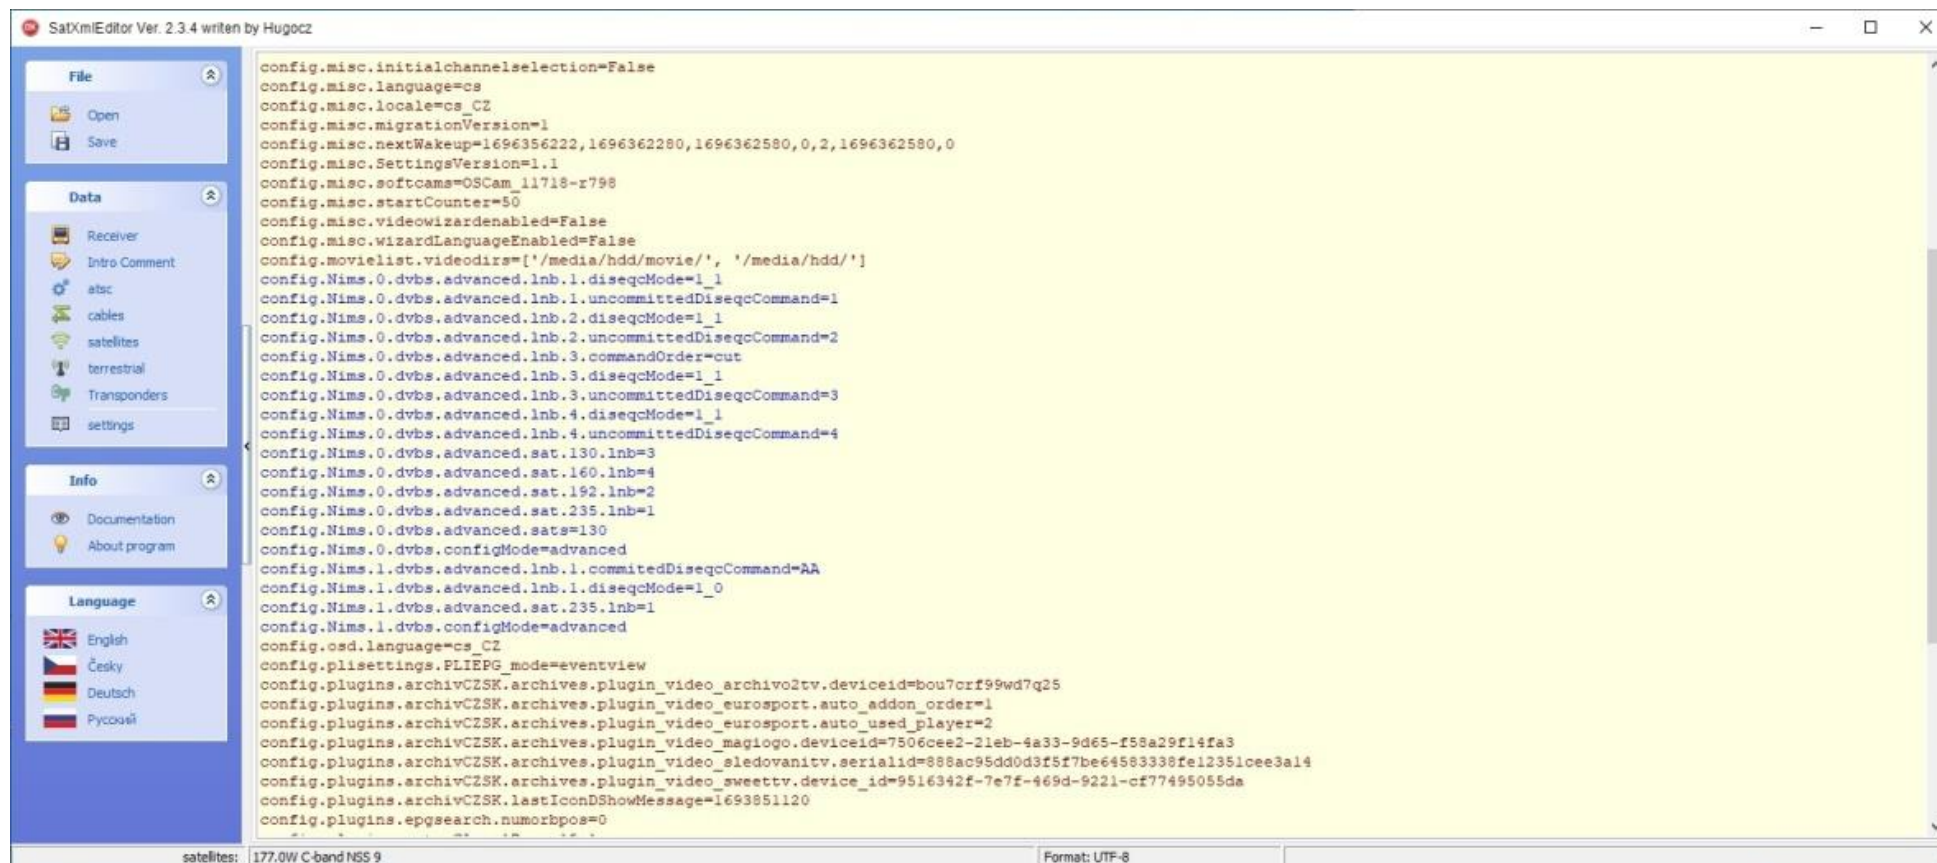 SatXmlEditor Ver. 2.3.4 writen by Hugocz
File
Open
Save
Data
Receiver
Intro Comment
atsc
cables
satellites
terrestrial
Transponders
settings
Info
Documentation
About program
Language
English
Česky
Deutsch
Русский
config.misc.initialchannelselection=False
config.misc.language=cs
config.misc.locale=cs_CZ
config.misc.migrationVersion=1
config.misc.nextWakeup=1696356222,1696362280,1696362580,0,2,1696362580,0
config.misc.SettingsVersion=1.1
config.misc.softcams=OSCam_11718-r798
config.misc.startCounter=50
config.misc.videowizardenabled=False
config.misc.wizardLanguageEnabled=False
config.movielist.videodirs=['/media/hdd/movie/', '/media/hdd/']
config.Nims.0.dvbs.advanced.lnb.1.diseqcMode=1_1
config.Nims.0.dvbs.advanced.lnb.1.uncommittedDiseqcCommand=1
config.Nims.0.dvbs.advanced.lnb.2.diseqcMode=1_1
config.Nims.0.dvbs.advanced.lnb.2.uncommittedDiseqcCommand=2
config.Nims.0.dvbs.advanced.lnb.3.commandOrder=cut
config.Nims.0.dvbs.advanced.lnb.3.diseqcMode=1_1
config.Nims.0.dvbs.advanced.lnb.3.uncommittedDiseqcCommand=3
config.Nims.0.dvbs.advanced.lnb.4.diseqcMode=1_1
config.Nims.0.dvbs.advanced.lnb.4.uncommittedDiseqcCommand=4
config.Nims.0.dvbs.advanced.sat.130.lnb=3
config.Nims.0.dvbs.advanced.sat.160.lnb=4
config.Nims.0.dvbs.advanced.sat.192.lnb=2
config.Nims.0.dvbs.advanced.sat.235.lnb=1
config.Nims.0.dvbs.advanced.sats=130
config.Nims.0.dvbs.configMode=advanced
config.Nims.1.dvbs.advanced.lnb.1.commitedDiseqcCommand=AA
config.Nims.1.dvbs.advanced.lnb.1.diseqcMode=1_0
config.Nims.1.dvbs.advanced.sat.235.lnb=1
config.Nims.1.dvbs.configMode=advanced
config.osd.language=cs_CZ
config.plisettings.PLIEPG_mode=eventview
config.plugins.archivCZSK.archives.plugin_video_archivo2tv.deviceid=bou7crf99wd7q25
config.plugins.archivCZSK.archives.plugin_video_eurosport.auto_addon_order=1
config.plugins.archivCZSK.archives.plugin_video_eurosport.auto_used_player=2
config.plugins.archivCZSK.archives.plugin_video_magiogo.deviceid=7506cee2-21eb-4a33-9d65-f58a29f14fa3
config.plugins.archivCZSK.archives.plugin_video_sledovanitv.serialid=888ac95dd0d3f5f7be64583338fe12351cee3a14
config.plugins.archivCZSK.archives.plugin_video_sweettv.device_id=9516342f-7e7f-469d-9221-cf77495055da
config.plugins.archivCZSK.lastIconDShowMessage=1693851120
config.plugins.epgsearch.numorbpos=0
satellites:
177.0W C-band NSS 9
Format: UTF-8